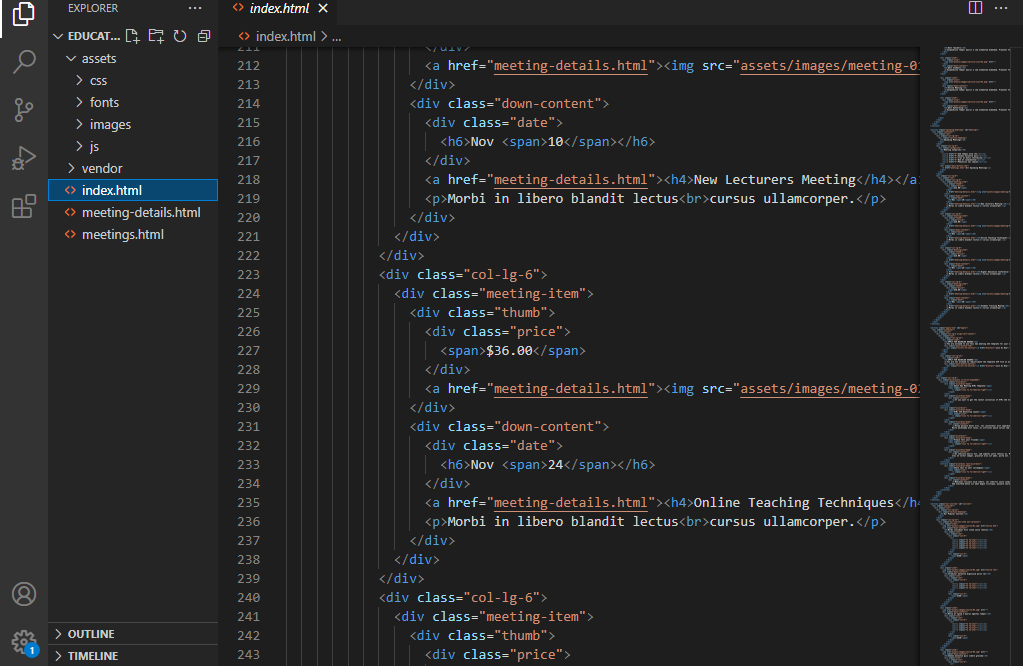 EXPLORER
EDUCAT...
assets
css
fonts
images
js
vendor
index.html
meeting-details.html
meetings.html
OUTLINE
TIMELINE
1
index.html
index.html > ...
211 </div>
212 <a href="meeting-details.html"><img src="assets/images/meeting-0
213 </div>
214 <div class="down-content">
215 <div class="date">
216 <h6>Nov <span>10</span></h6>
217 </div>
218 <a href="meeting-details.html"><h4>New Lecturers Meeting</h4></a
219 <p>Morbi in libero blandit lectus<br>cursus ullamcorper.</p>
220 </div>
221 </div>
222 </div>
223 <div class="col-lg-6">
224 <div class="meeting-item">
225 <div class="thumb">
226 <div class="price">
227 <span>$36.00</span>
228 </div>
229 <a href="meeting-details.html"><img src="assets/images/meeting-0
230 </div>
231 <div class="down-content">
232 <div class="date">
233 <h6>Nov <span>24</span></h6>
234 </div>
235 <a href="meeting-details.html"><h4>Online Teaching Techniques</h4
236 <p>Morbi in libero blandit lectus<br>cursus ullamcorper.</p>
237 </div>
238 </div>
239 </div>
240 <div class="col-lg-6">
241 <div class="meeting-item">
242 <div class="thumb">
243 <div class="price">